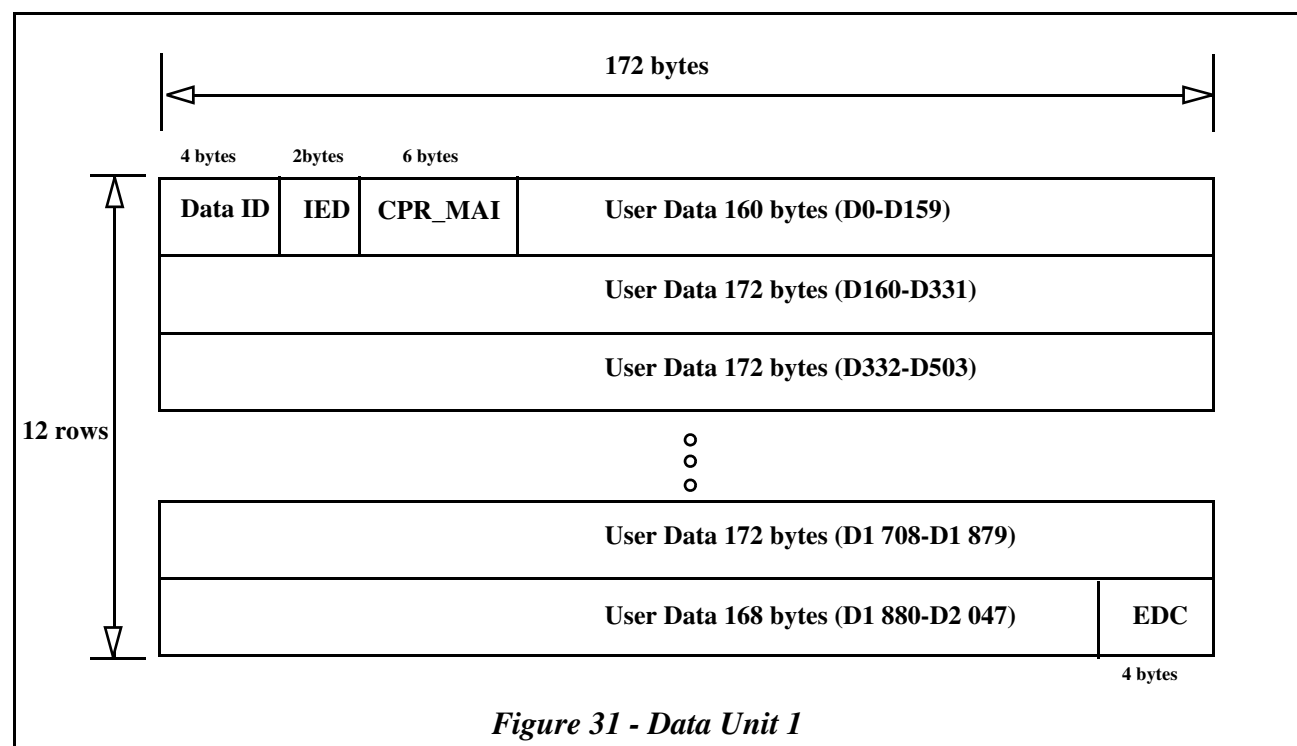 172 bytes
4 bytes 2bytes 6 bytes
Data ID IED CPR_MAI User Data 160 bytes (D0-D159)
User Data 172 bytes (D160-D331)
User Data 172 bytes (D332-D503)
12 rows
User Data 172 bytes (D1 708-D1 879)
User Data 168 bytes (D1 880-D2 047) EDC
4 bytes
Figure 31 - Data Unit 1